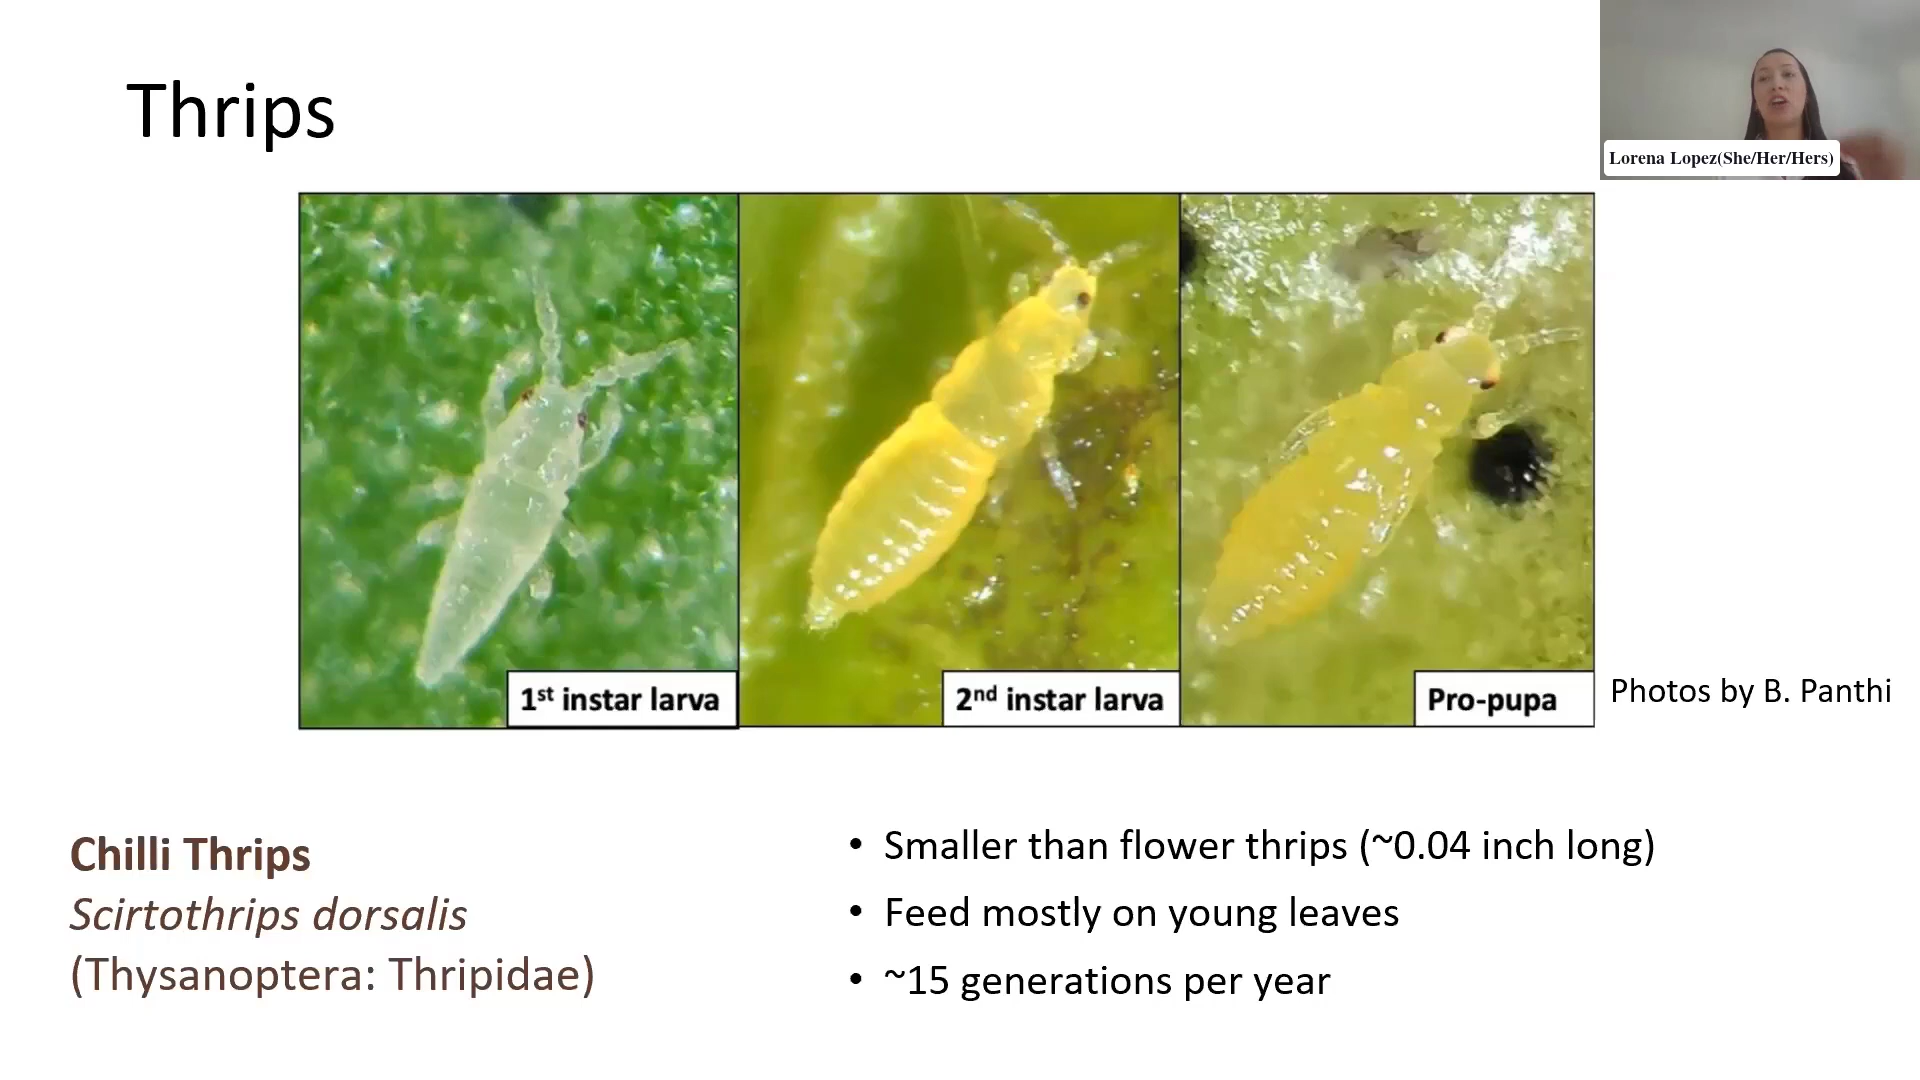 Thrips
Lorena Lopez(She/Her/Hers)
1st instar larva
2nd instar larva
Pro-pupa
Photos by B. Panthi
Chilli Thrips
Scirtothrips dorsalis
(Thysanoptera: Thripidae)
• Smaller than flower thrips (~0.04 inch long)
• Feed mostly on young leaves
• ~15 generations per year